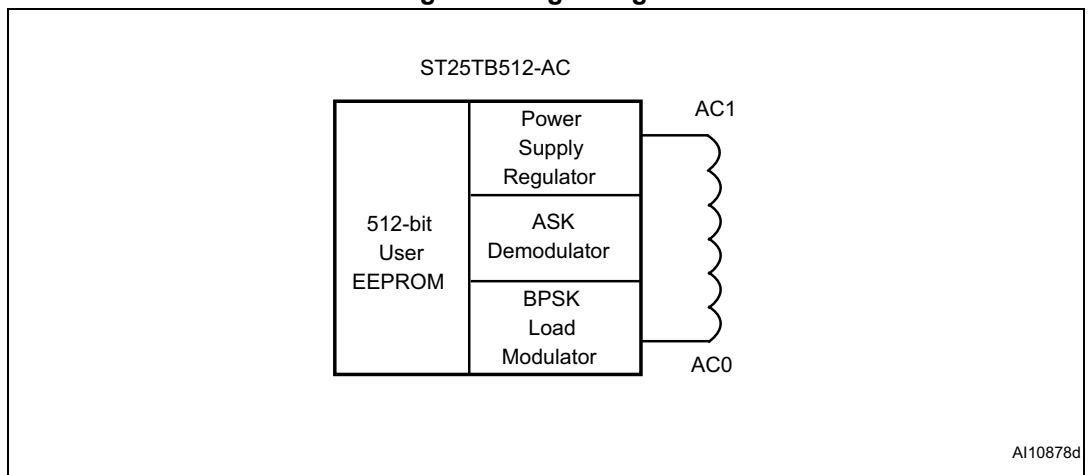 ST25TB512-AC
AC1
Power
Supply
Regulator
512-bit
User
EEPROM
ASK
Demodulator
BPSK
Load
Modulator
AC0
AI10878d